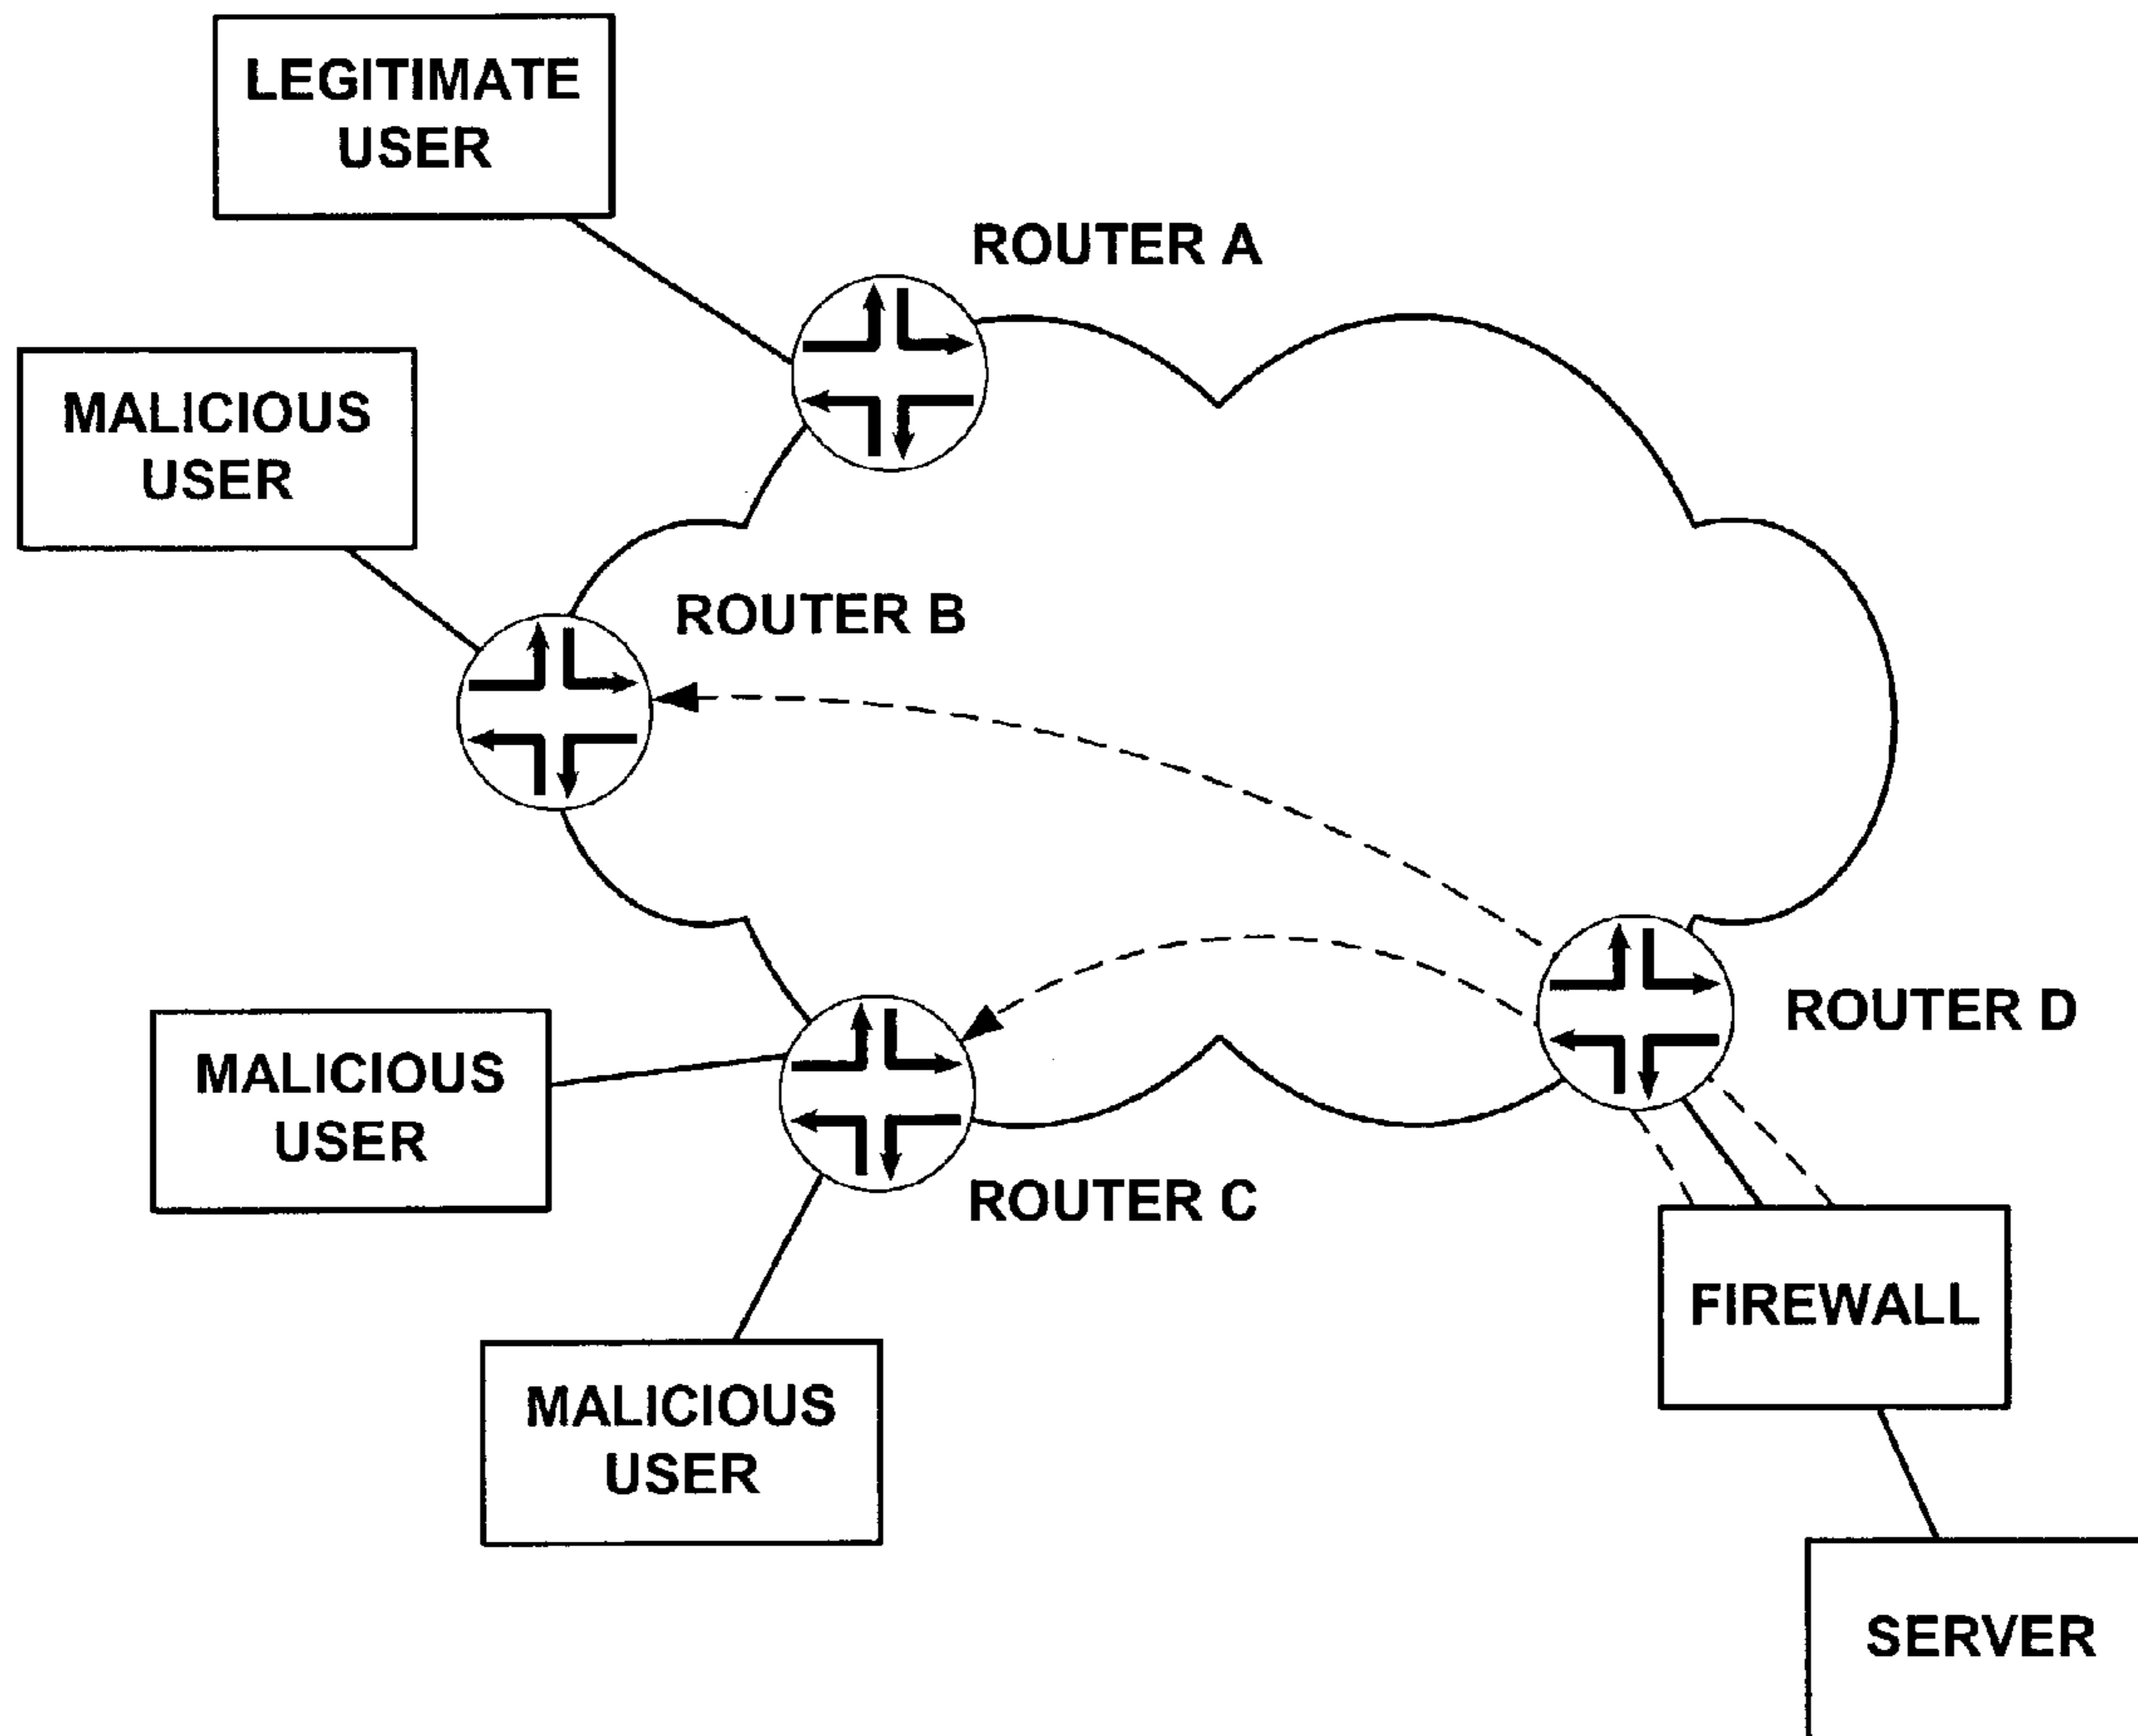 LEGITIMATE
USER
ROUTER A
MALICIOUS
USER
ROUTER B
ROUTER D
MALICIOUS
USER
ROUTER C
FIREWALL
MALICIOUS
USER
SERVER